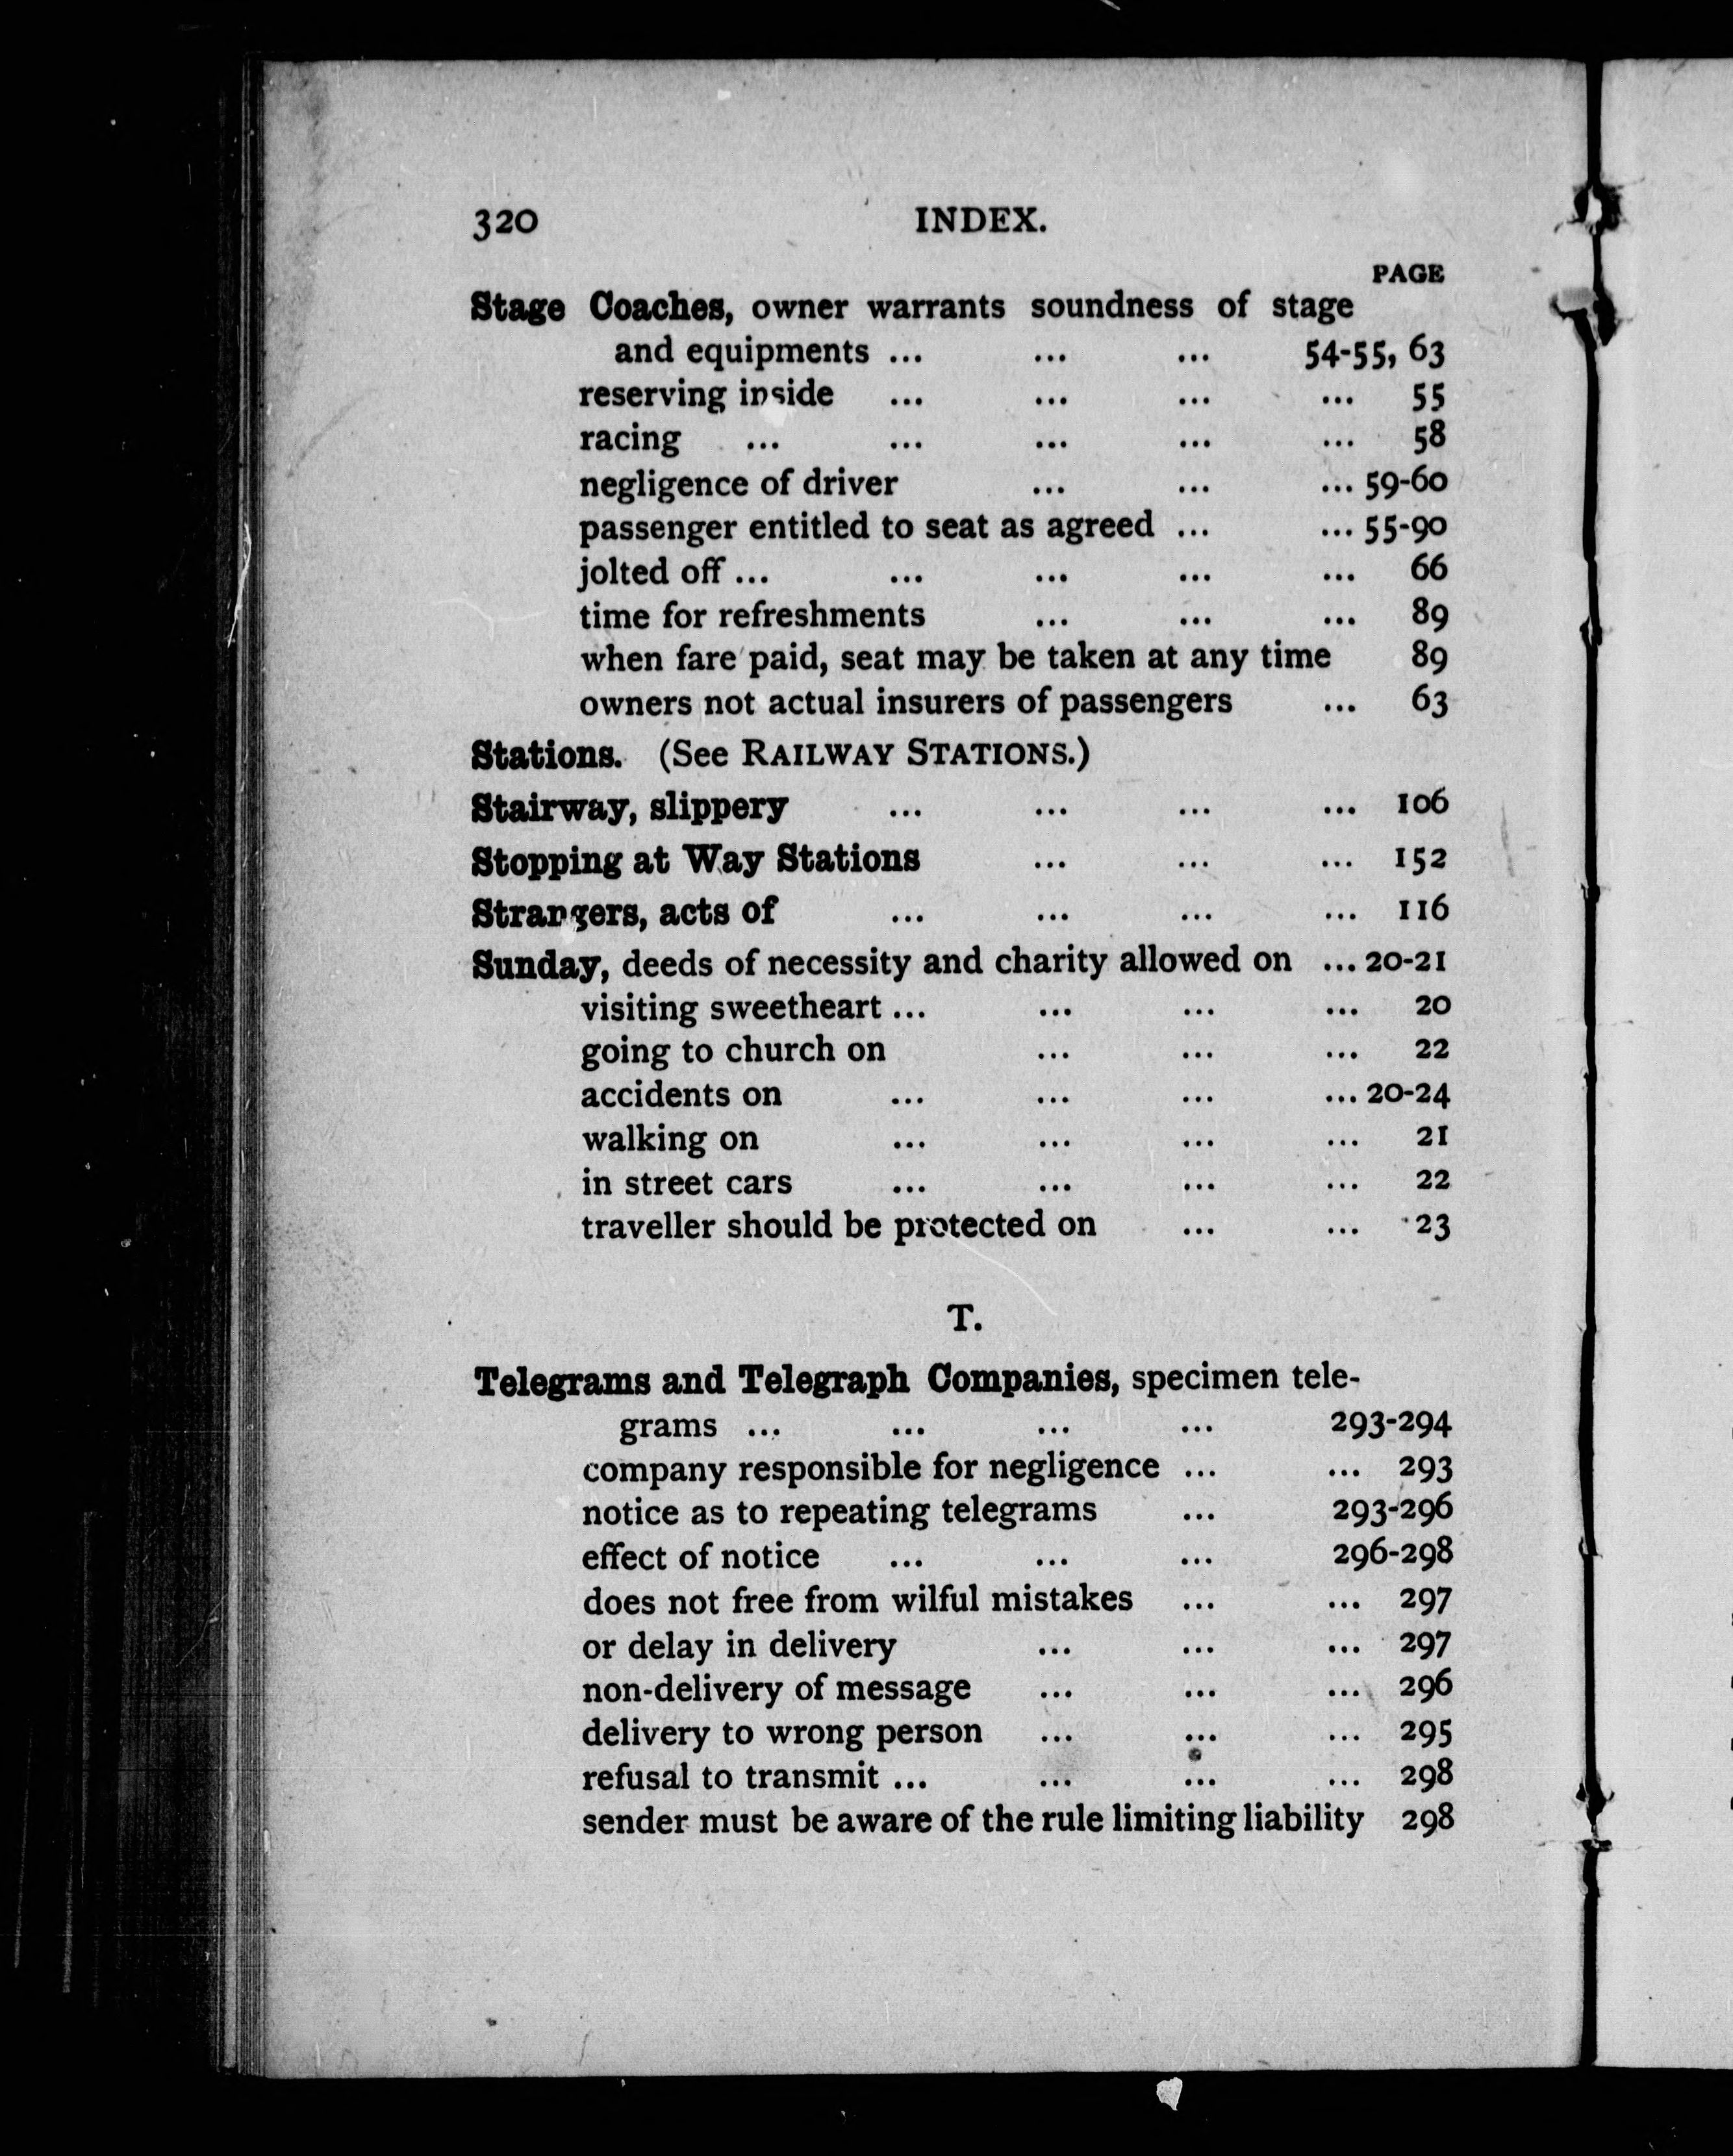 320 INDEX.
PAGE
Stage Coaches, owner warrants soundness of stage
and equipments ... ... ... 54-55, 63
reserving inside ... ... ... ... 55
racing ... ... ... ... ... 58
negligence of driver ... ... ... 59-60
passenger entitled to seat as agreed ... ... 55-90
jolted off ... ... ... ... ... 66
time for refreshments ... ... ... 89
when fare paid, seat may be taken at any time 89
owners not actual insurers of passengers ... 63
Stations. (See RAILWAY STATIONS.)
Stairway, slippery ... ... ... ... 106
Stopping at Way Stations ... ... ... 152
Strangers, acts of ... ... ... ... 116
Sunday, deeds of necessity and charity allowed on ... 20-21
visiting sweetheart ... ... ... ... 20
going to church on ... ... ... 22
accidents on ... ... ... ... 20-24
walking on ... ... ... ... 21
in street cars ... ... ... ... 22
traveller should be protected on ... ... 23
T.
Telegrams and Telegraph Companies, specimen tele-
grams ... ... ... ... 293-294
company responsible for negligence ... ... 293
notice as to repeating telegrams ... 293-296
effect of notice ... ... ... 296-298
does not free from wilful mistakes ... ... 297
or delay in delivery ... ... ... 297
non-delivery of message ... ... ... 296
delivery to wrong person ... ... ... 295
refusal to transmit ... ... ... ... 298
sender must be aware of the rule limiting liability 298